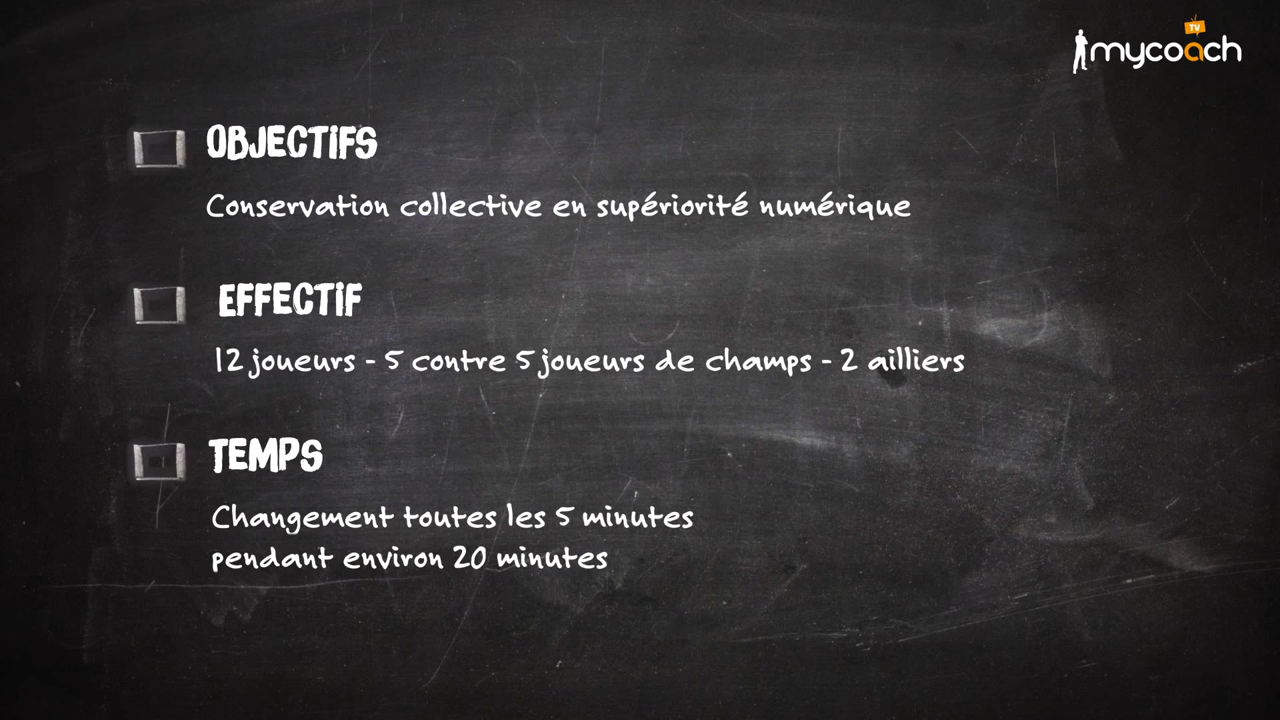 TV
mycoach
OBJECTIFS
Conservation collective en supériorité numérique
EFFECTIF
12 joueurs - 5 contre 5 joueurs de champs - 2 ailliers
TEMPS
Changement toutes les 5 minutes
pendant environ 20 minutes